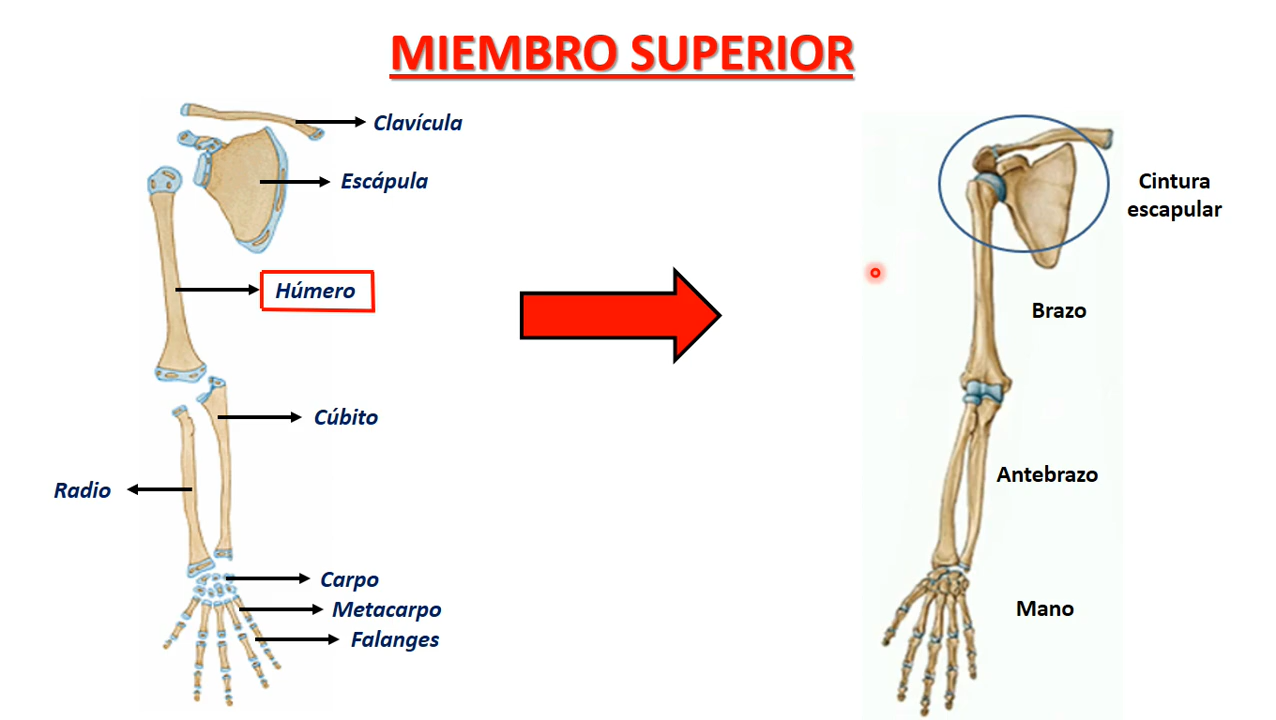 MIEMBRO SUPERIOR
Clavícula
Escápula
Húmero
Cúbito
Radio
Carpo
Metacarpo
Falanges
Cintura
escapular
Brazo
Antebrazo
Mano